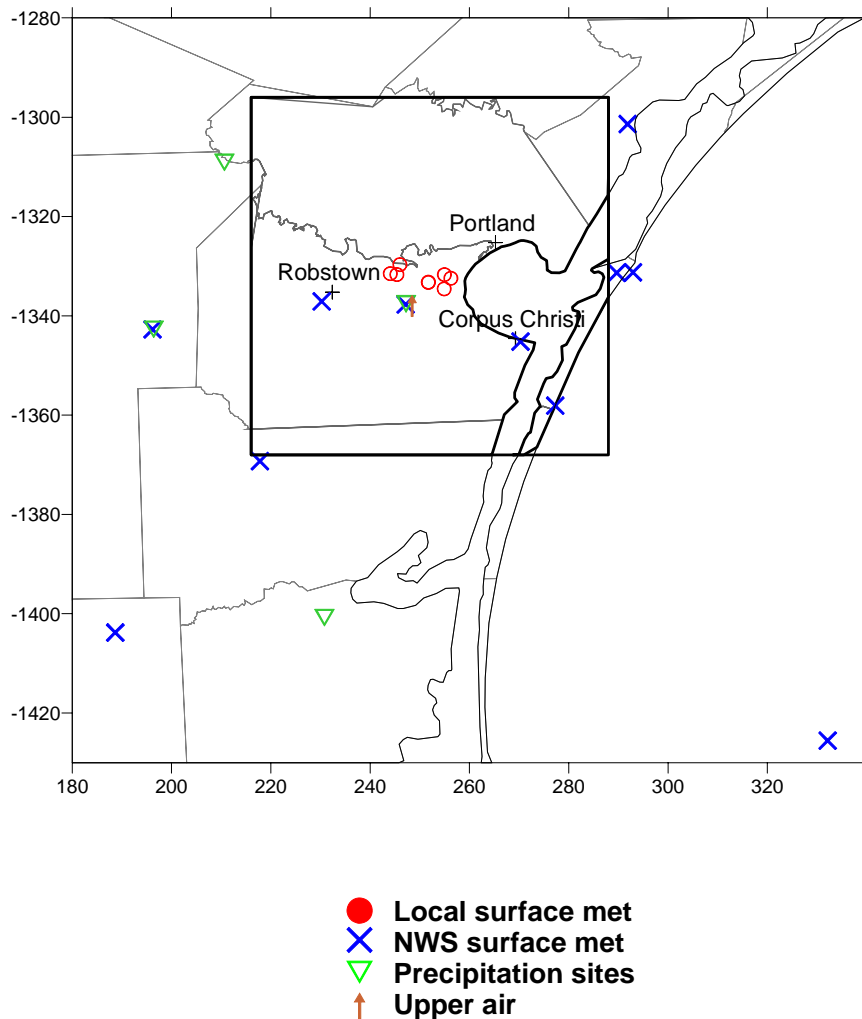 -1280
-1300
-1320
-1340
-1360
-1380
-1400
-1420
Portland
Robstown
Corpus Christi
180 200 220 240 260 280 300 320
Local surface met
NWS surface met
Precipitation sites
Upper air